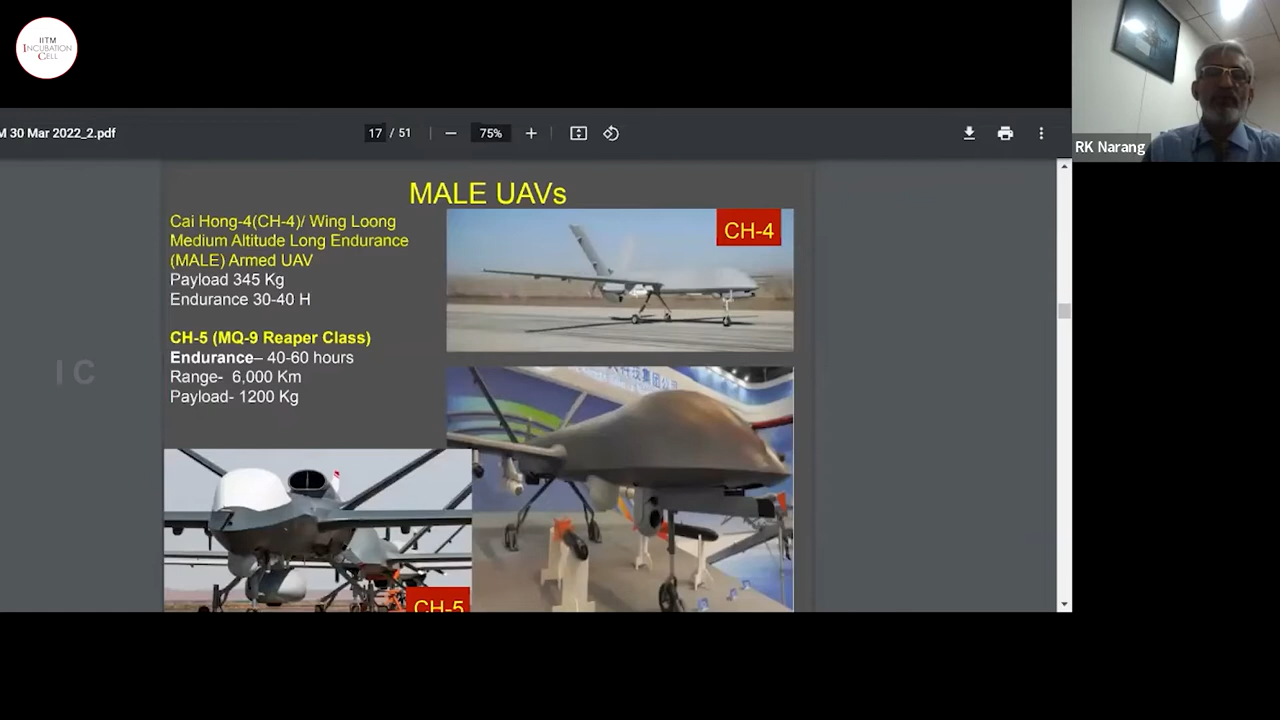 IITM
INCUBATION
CELL
M 30 Mar 2022_2.pdf
17 / 51
75%
RK Narang
MALE UAVs
Cai Hong-4(CH-4)/ Wing Loong
Medium Altitude Long Endurance
(MALE) Armed UAV
Payload 345 Kg
Endurance 30-40 H
CH-5 (MQ-9 Reaper Class)
Endurance– 40-60 hours
Range- 6,000 Km
Payload- 1200 Kg
CH-4
CH-5
I C